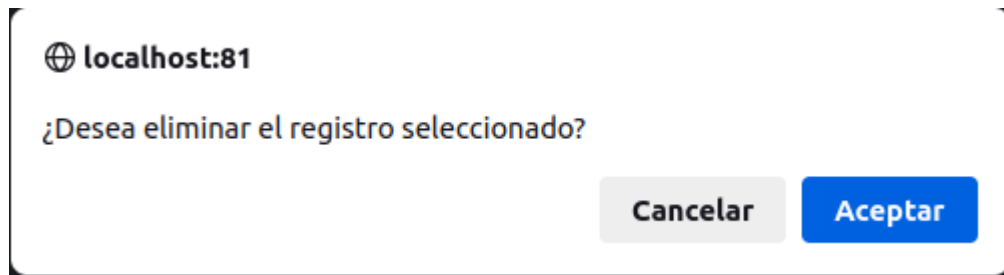 localhost:81
¿Desea eliminar el registro seleccionado?
Cancelar
Aceptar